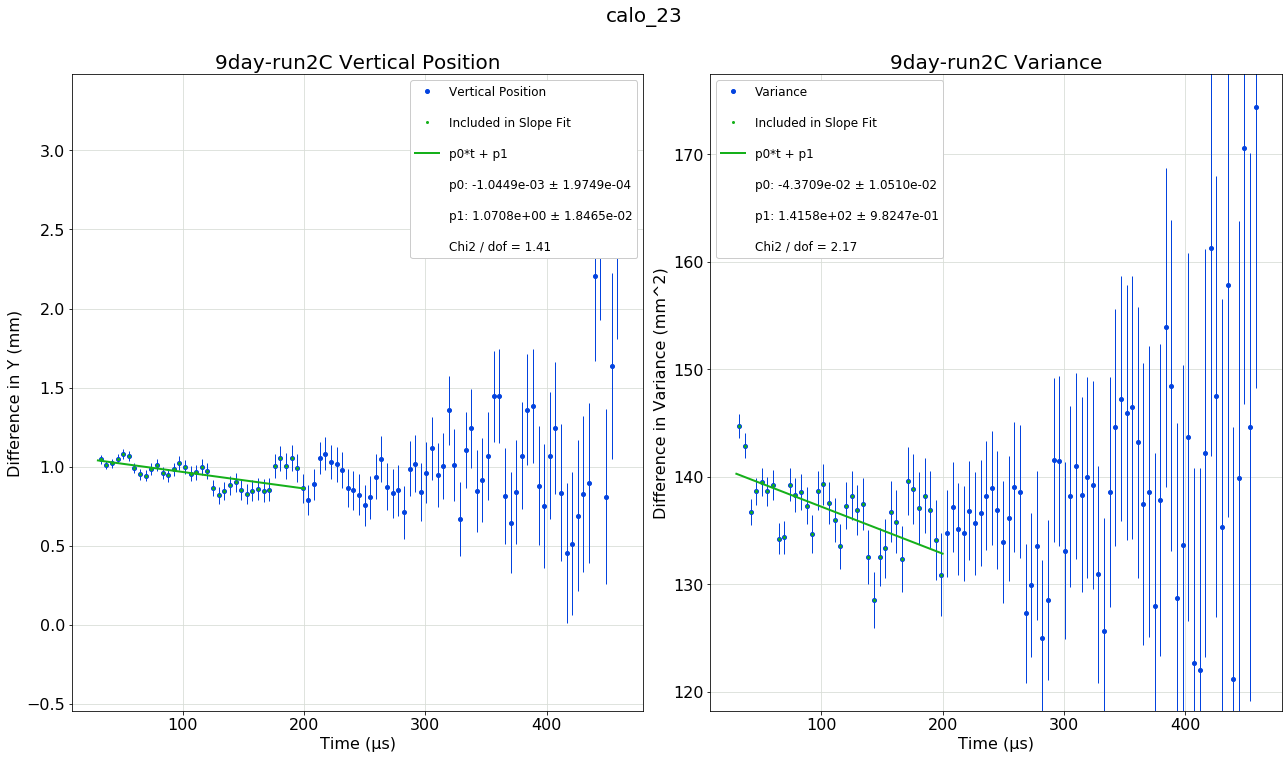 calo_23
9day-run2C Vertical Position
Difference in Y (mm)
3.0
2.5
2.0
1.5
1.0
0.5
0.0
−0.5
Vertical Position
Included in Slope Fit
p0*t + p1
p0: -1.0449e-03 ± 1.9749e-04
p1: 1.0708e+00 ± 1.8465e-02
Chi2 / dof = 1.41
100 200 300 400
Time (μs)
9day-run2C Variance
Difference in Variance (mm^2)
170
160
150
140
130
120
Variance
Included in Slope Fit
p0*t + p1
p0: -4.3709e-02 ± 1.0510e-02
p1: 1.4158e+02 ± 9.8247e-01
Chi2 / dof = 2.17
100 200 300 400
Time (μs)